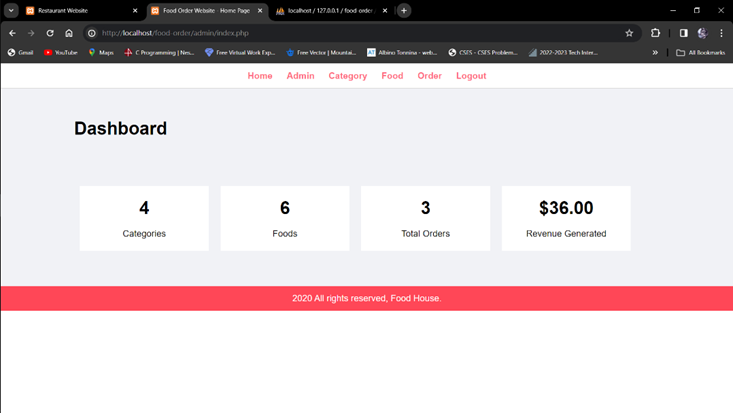 Restaurant Website
Food Order Website - Home Page
localhost / 127.0.0.1 / food-order
http://localhost/food-order/admin/index.php
Gmail YouTube Maps C Programming | Nes... Free Virtual Work Exp... Free Vector | Mountai... Albino Tonnina - web... CSES - CSES Problem... 2022-2023 Tech Inter... » All Bookmarks
Home Admin Category Food Order Logout
Dashboard
4 6 3 $36.00
Categories Foods Total Orders Revenue Generated
2020 All rights reserved, Food House.